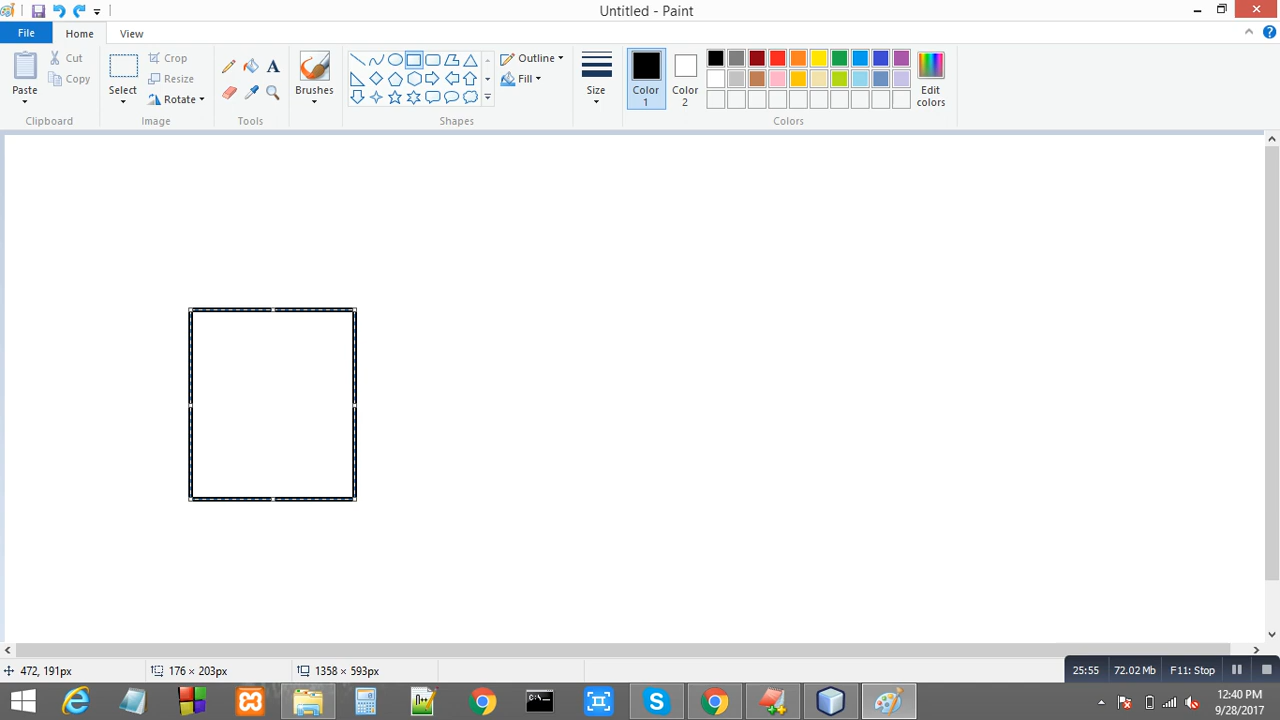 Untitled - Paint
File
Home
View
Paste
Cut
Copy
Clipboard
Select
Crop
Resize
Rotate
Image
A
Tools
Brushes
Outline
Fill
Shapes
Size
Color 1
Color 2
Edit colors
Colors
472, 191px
176 × 203px
1358 × 593px
25:55
72.02 Mb
F11: Stop
12:40 PM
9/28/2017